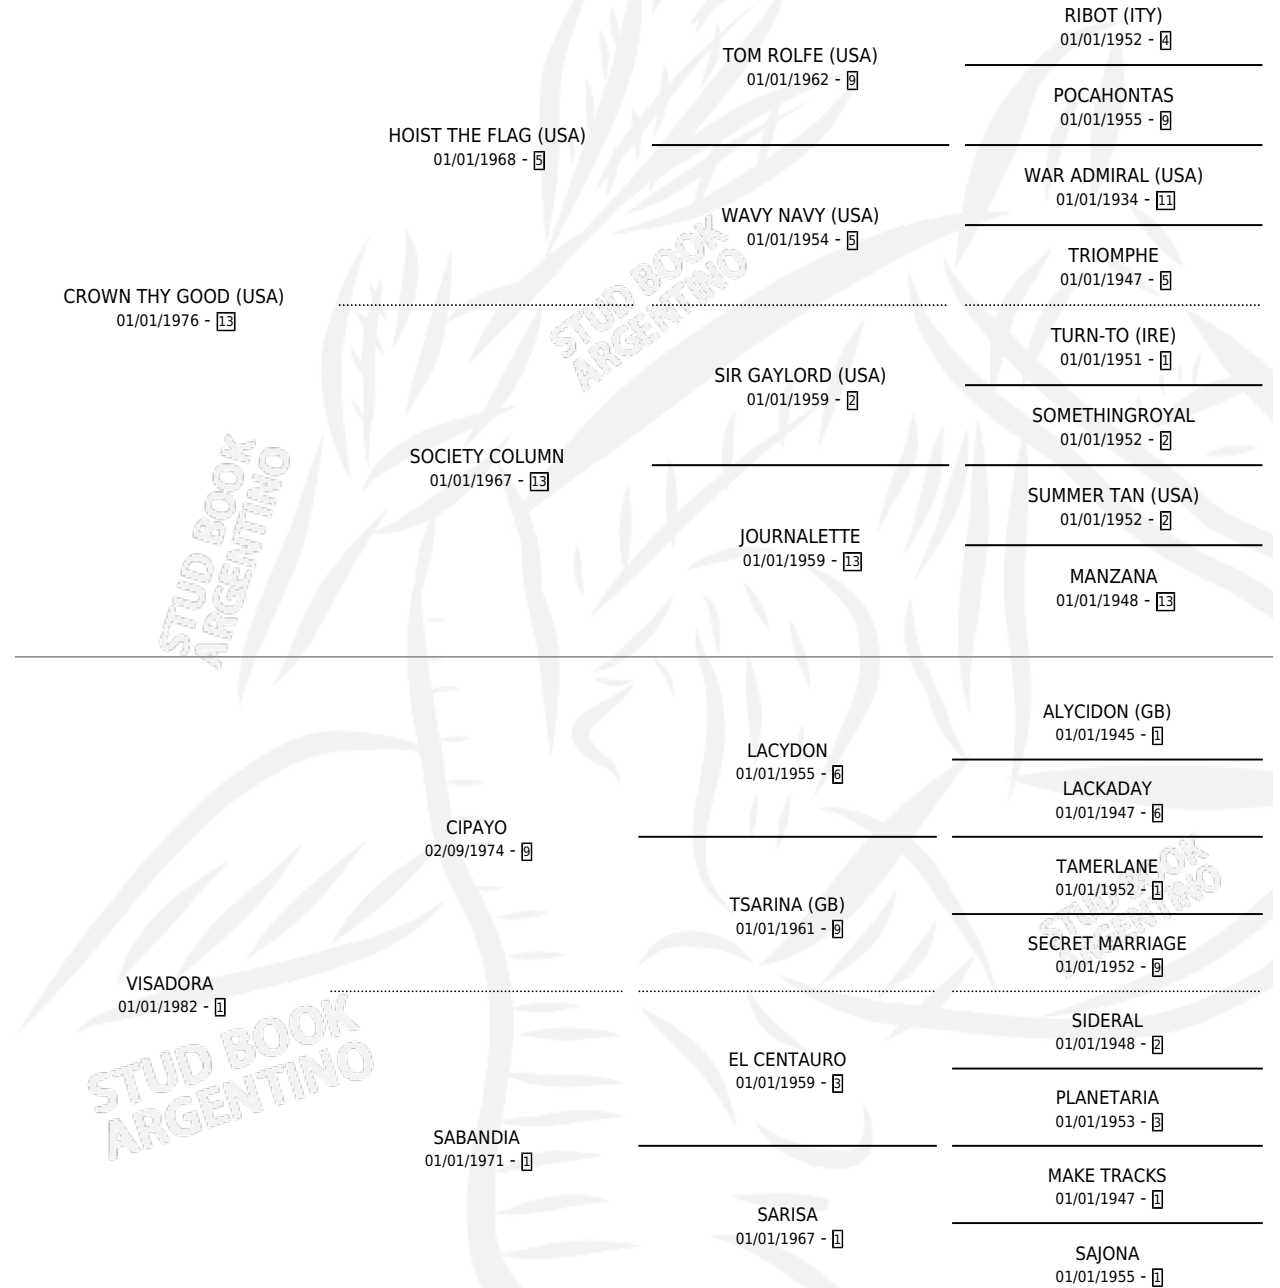 RIBOT (ITY)
01/01/1952 - 4
TOM ROLFE (USA)
01/01/1962 - 9
POCAHONTAS
01/01/1955 - 9
HOIST THE FLAG (USA)
01/01/1968 - 5
WAR ADMIRAL (USA)
01/01/1934 - 11
WAVY NAVY (USA)
01/01/1954 - 5
TRIOMPHE
01/01/1947 - 5
CROWN THY GOOD (USA)
01/01/1976 - 13
TURN-TO (IRE)
01/01/1951 - 1
SIR GAYLORD (USA)
01/01/1959 - 2
SOMETHINGROYAL
01/01/1952 - 2
SOCIETY COLUMN
01/01/1967 - 13
SUMMER TAN (USA)
01/01/1952 - 2
JOURNALETTE
01/01/1959 - 13
MANZANA
01/01/1948 - 13
STUD BOOK
ARGENTINO
STUD BOOK
ARGENTINO
ALYCIDON (GB)
01/01/1945 - 1
LACYDON
01/01/1955 - 6
LACKADAY
01/01/1947 - 6
CIPAYO
02/09/1974 - 9
TAMERLANE
01/01/1952 - 1
TSARINA (GB)
01/01/1961 - 9
SECRET MARRIAGE
01/01/1952 - 9
VISADORA
01/01/1982 - 1
SIDERAL
01/01/1948 - 2
EL CENTAURO
01/01/1959 - 3
PLANETARIA
01/01/1953 - 3
SABANDIA
01/01/1971 - 1
MAKE TRACKS
01/01/1947 - 1
SARISA
01/01/1967 - 1
SAJONA
01/01/1955 - 1
STUD BOOK
ARGENTINO
STUD BOOK
ARGENTINO